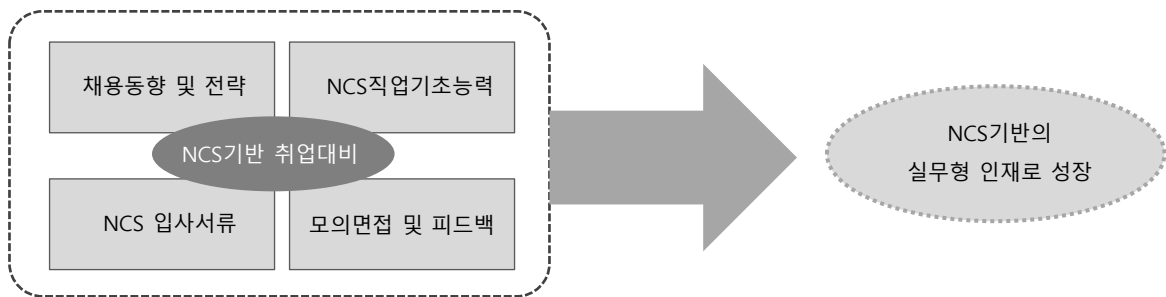 채용동향 및 전략
NCS직업기초능력
NCS기반 취업대비
NCS 입사서류
모의면접 및 피드백
NCS기반의
실무형 인재로 성장